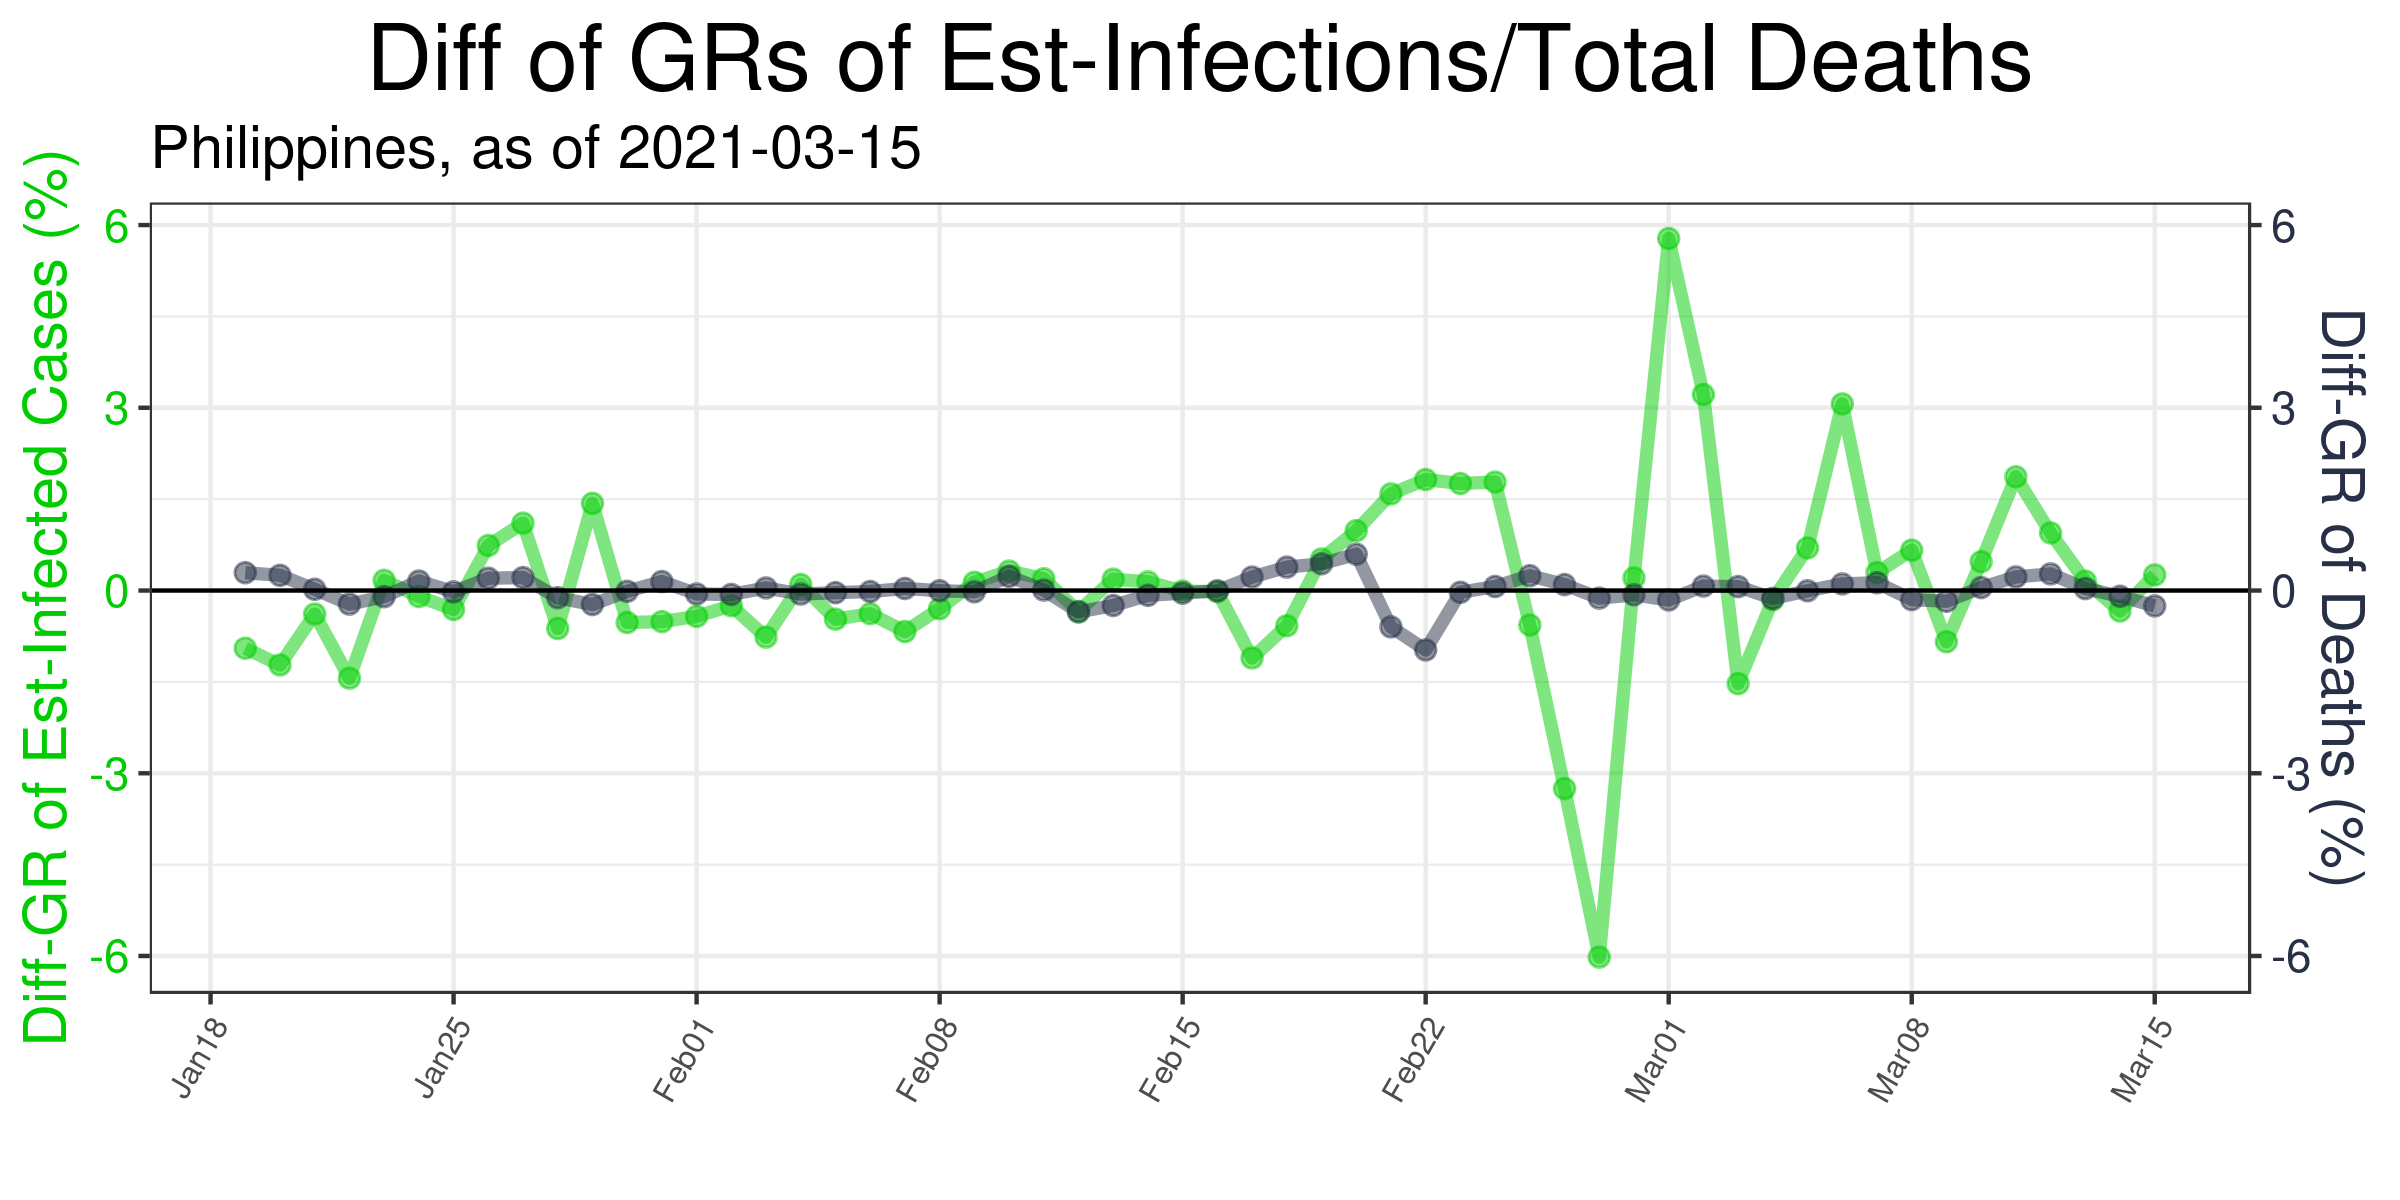 Diff of GRs of Est-Infections/Total Deaths
Philippines, as of 2021-03-15
Diff-GR of Est-Infected Cases (%)
6
3
0
-3
-6
6
3
0
-3
-6
Diff-GR of Deaths (%)
Jan18
Jan25
Feb01
Feb08
Feb15
Feb22
Mar01
Mar08
Mar15